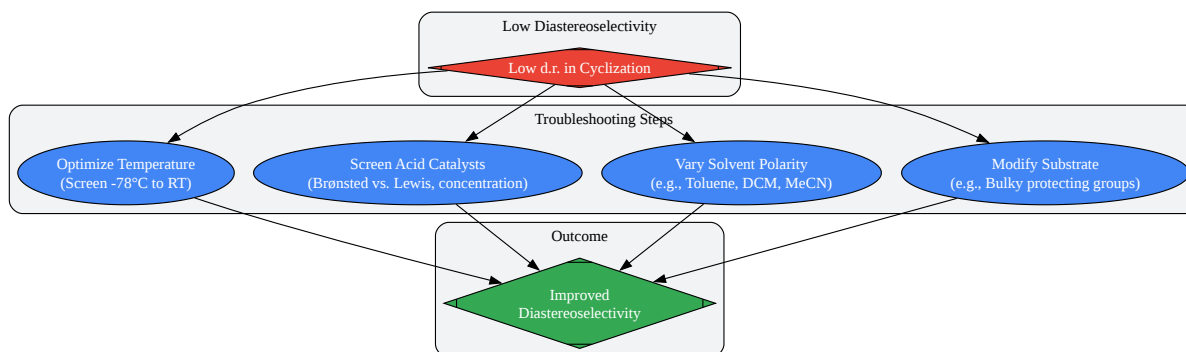 Low Diastereoselectivity
Low d.r. in Cyclization
Troubleshooting Steps
Optimize Temperature
(Screen -78°C to RT)
Screen Acid Catalysts
(Brønsted vs. Lewis, concentration)
Vary Solvent Polarity
(e.g., Toluene, DCM, MeCN)
Modify Substrate
(e.g., Bulky protecting groups)
Outcome
Improved
Diastereoselectivity